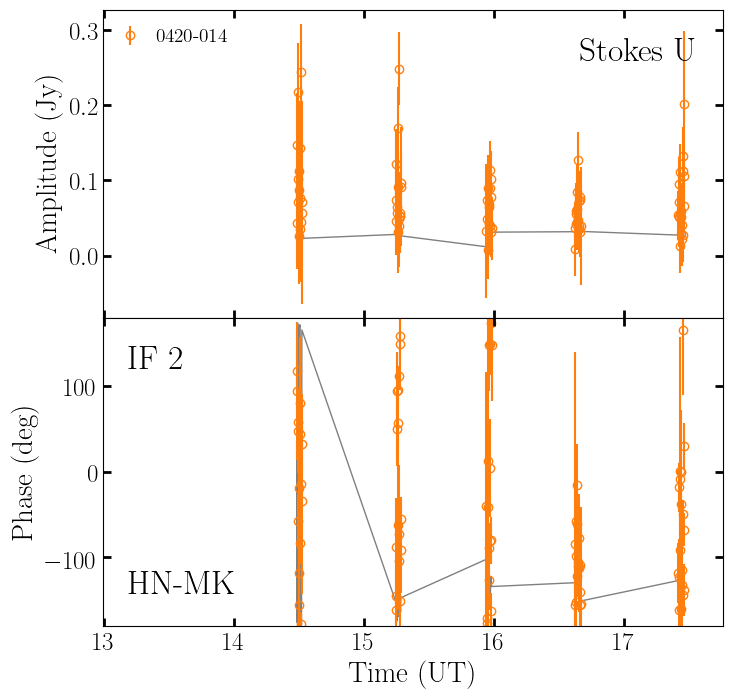 0420-014
Stokes U
0.3
0.2
0.1
0.0
Amplitude (Jy)
IF 2
100
0
−100
Phase (deg)
HN-MK
13 14 15 16 17
Time (UT)